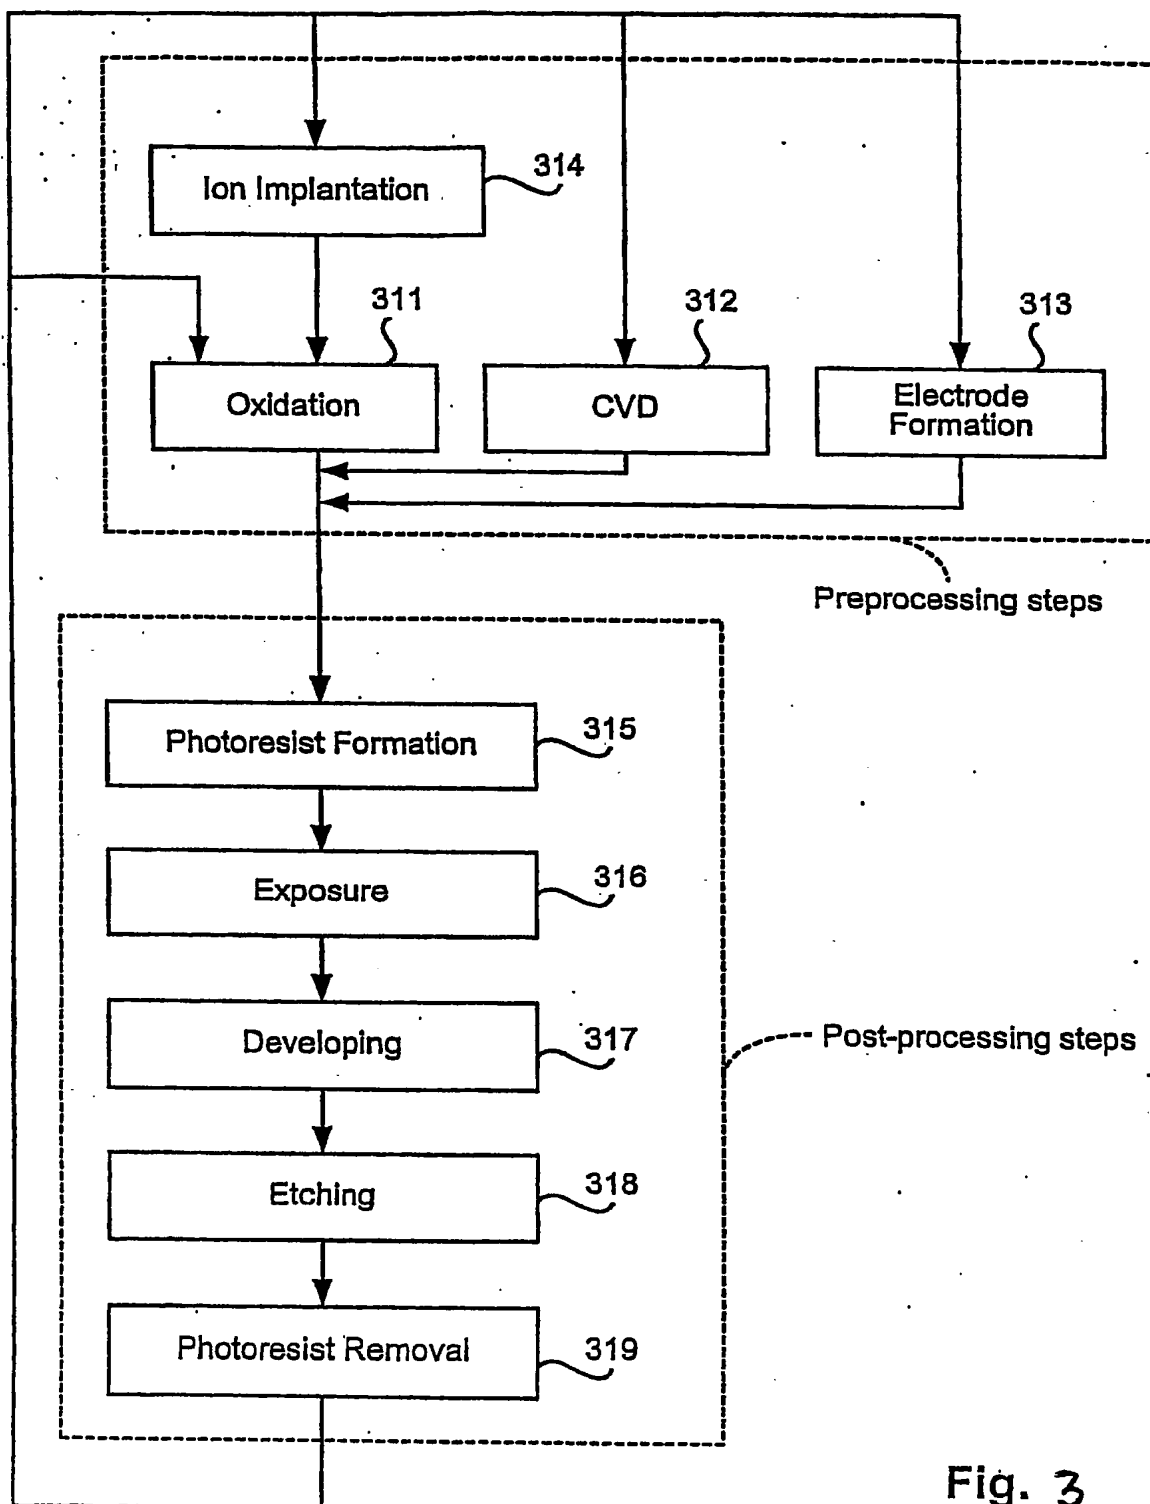 314
Ion Implantation
311
312
313
Oxidation
CVD
Electrode
Formation
Preprocessing steps
315
Photoresist Formation
316
Exposure
317
Developing
Post-processing steps
318
Etching
319
Photoresist Removal
Fig. 3